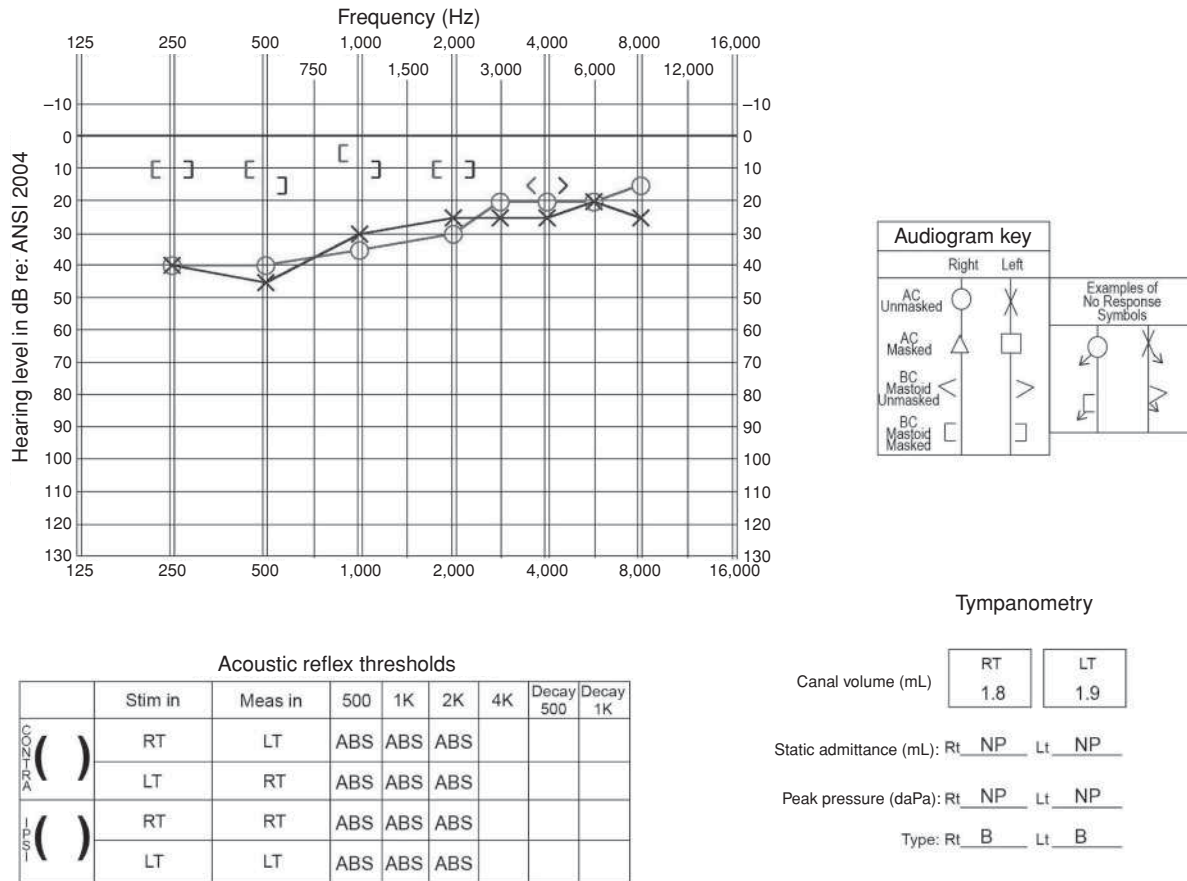 Frequency (Hz)
125 250 500 1,000 2,000 4,000 8,000 16,000
750 1,500 3,000 6,000 12,000
Hearing level in dB re: ANSI 2004
–10 –10
0 0
10 10
20 20
30 30
40 40
50 50
60 60
70 70
80 80
90 90
100 100
110 110
120 120
130 130
125 250 500 1,000 2,000 4,000 8,000 16,000
Audiogram key
Right Left
AC
Unmasked
AC
Masked
BC
Mastoid
Unmasked
BC
Mastoid
Masked
Examples of
No Response
Symbols
Acoustic reflex thresholds
Stim in Meas in 500 1K 2K 4K Decay 500 Decay 1K
CONTRA
RT LT ABS ABS ABS
LT RT ABS ABS ABS
IPSI
RT RT ABS ABS ABS
LT LT ABS ABS ABS
Tympanometry
RT LT
Canal volume (mL) 1.8 1.9
Static admittance (mL): Rt NP Lt NP
Peak pressure (daPa): Rt NP Lt NP
Type: Rt B Lt B